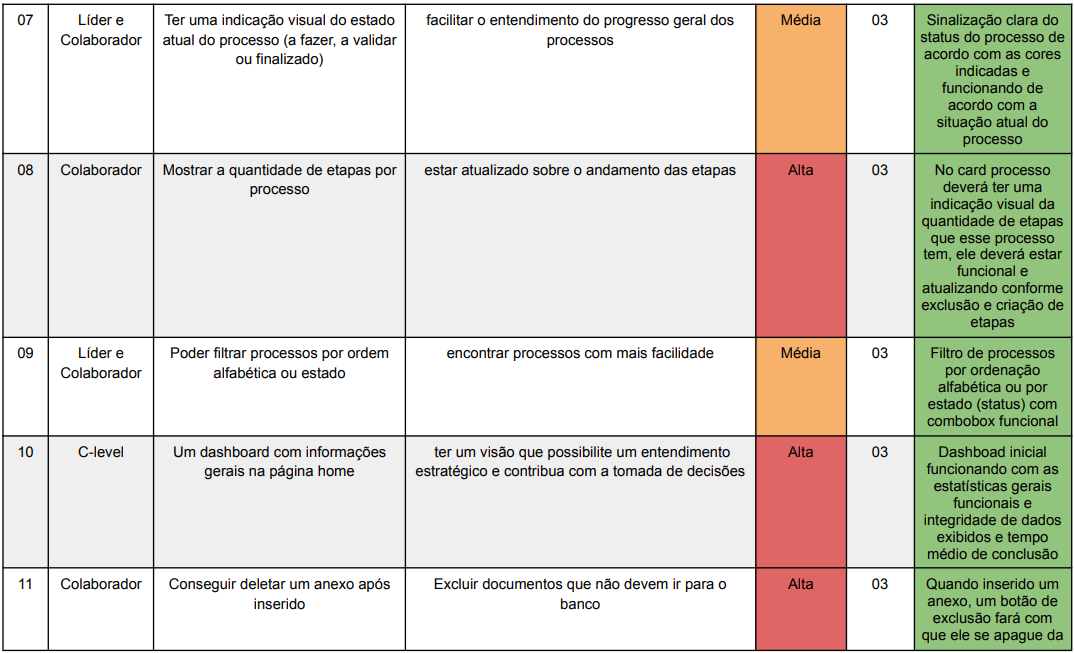 07
Líder e
Colaborador
Ter uma indicação visual do estado
atual do processo (a fazer, a validar
ou finalizado)
facilitar o entendimento do progresso geral dos
processos
Média
03
Sinalização clara do
status do processo de
acordo com as cores
indicadas e
funcionando de
acordo com a
situação atual do
processo
08
Colaborador
Mostrar a quantidade de etapas por
processo
estar atualizado sobre o andamento das etapas
Alta
03
No card processo
deverá ter uma
indicação visual da
quantidade de etapas
que esse processo
tem, ele deverá estar
funcional e
atualizando conforme
exclusão e criação de
etapas
09
Líder e
Colaborador
Poder filtrar processos por ordem
alfabética ou estado
encontrar processos com mais facilidade
Média
03
Filtro de processos
por ordenação
alfabética ou por
estado (status) com
combobox funcional
10
C-level
Um dashboard com informações
gerais na página home
ter um visão que possibilite um entendimento
estratégico e contribua com a tomada de decisões
Alta
03
Dashboad inicial
funcionando com as
estatísticas gerais
funcionais e
integridade de dados
exibidos e tempo
médio de conclusão
11
Colaborador
Conseguir deletar um anexo após
inserido
Excluir documentos que não devem ir para o
banco
Alta
03
Quando inserido um
anexo, um botão de
exclusão fará com
que ele se apague da